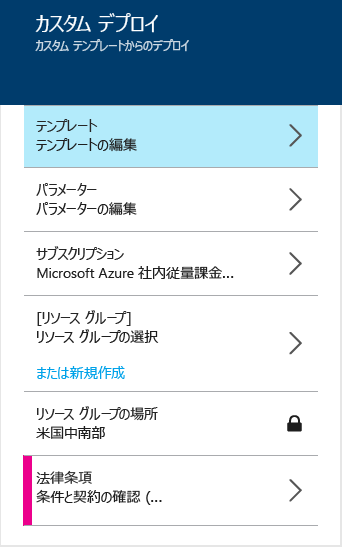 カスタム デプロイ
カスタム テンプレートからのデプロイ
テンプレート
テンプレートの編集
パラメーター
パラメーターの編集
サブスクリプション
Microsoft Azure 社内従量課金...
[リソース グループ]
リソース グループの選択
または新規作成
リソース グループの場所
米国中南部
法律条項
条件と契約の確認 (...